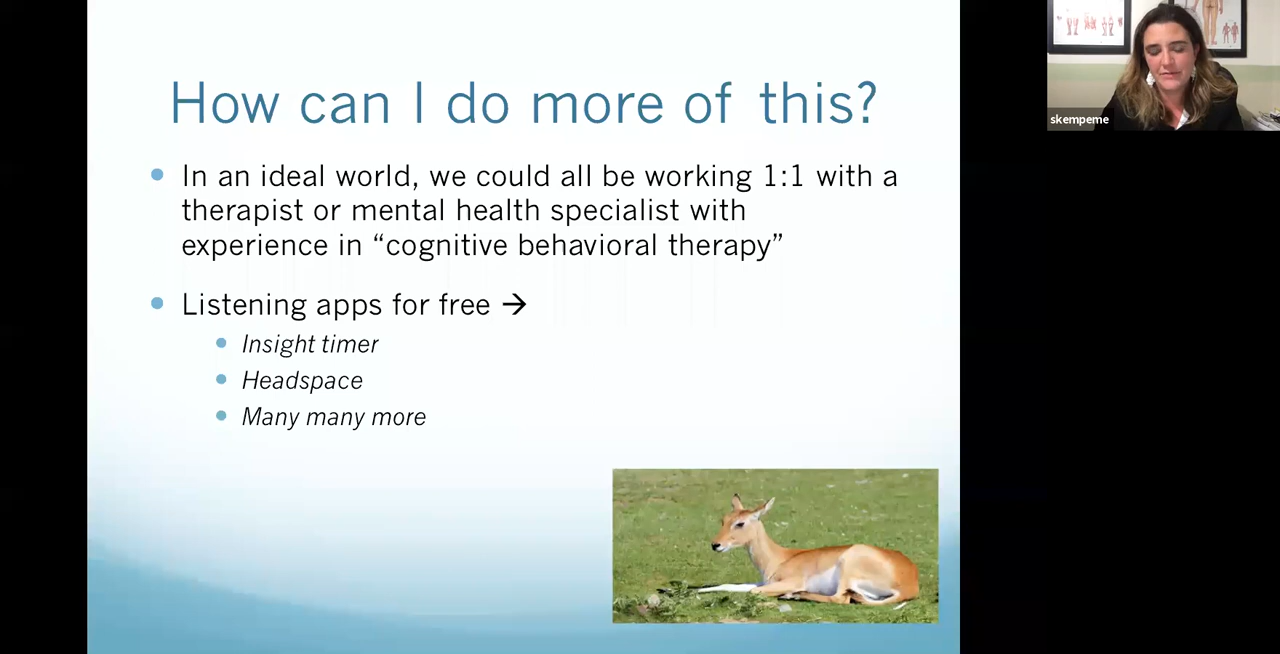 How can I do more of this?
In an ideal world, we could all be working 1:1 with a
therapist or mental health specialist with
experience in “cognitive behavioral therapy”
Listening apps for free →
Insight timer
Headspace
Many many more
skempeme